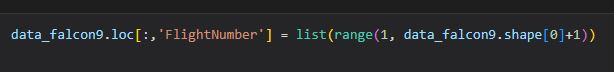 data_falcon9.loc[:,'FlightNumber'] = list(range(1, data_falcon9.shape[0]+1))